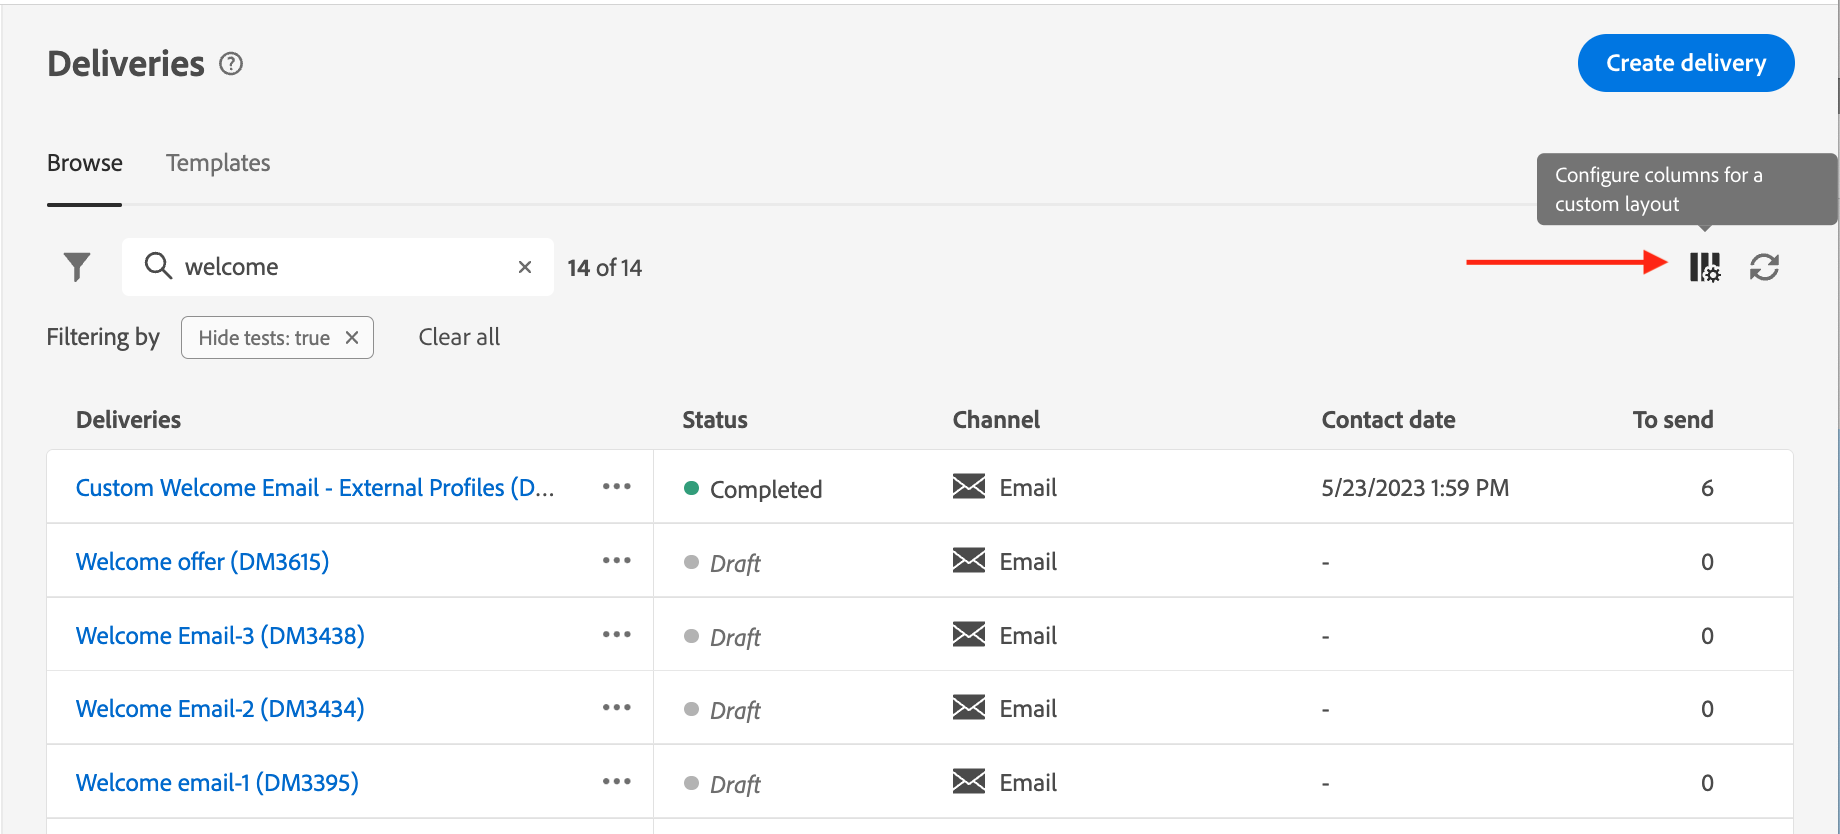 Deliveries
Create delivery
Browse Templates
Configure columns for a
custom layout
welcome 14 of 14
Filtering by Hide tests: true Clear all
Deliveries Status Channel Contact date To send
Custom Welcome Email - External Profiles (D... Completed Email 5/23/2023 1:59 PM 6
Welcome offer (DM3615) Draft Email - 0
Welcome Email-3 (DM3438) Draft Email - 0
Welcome Email-2 (DM3434) Draft Email - 0
Welcome email-1 (DM3395) Draft Email - 0